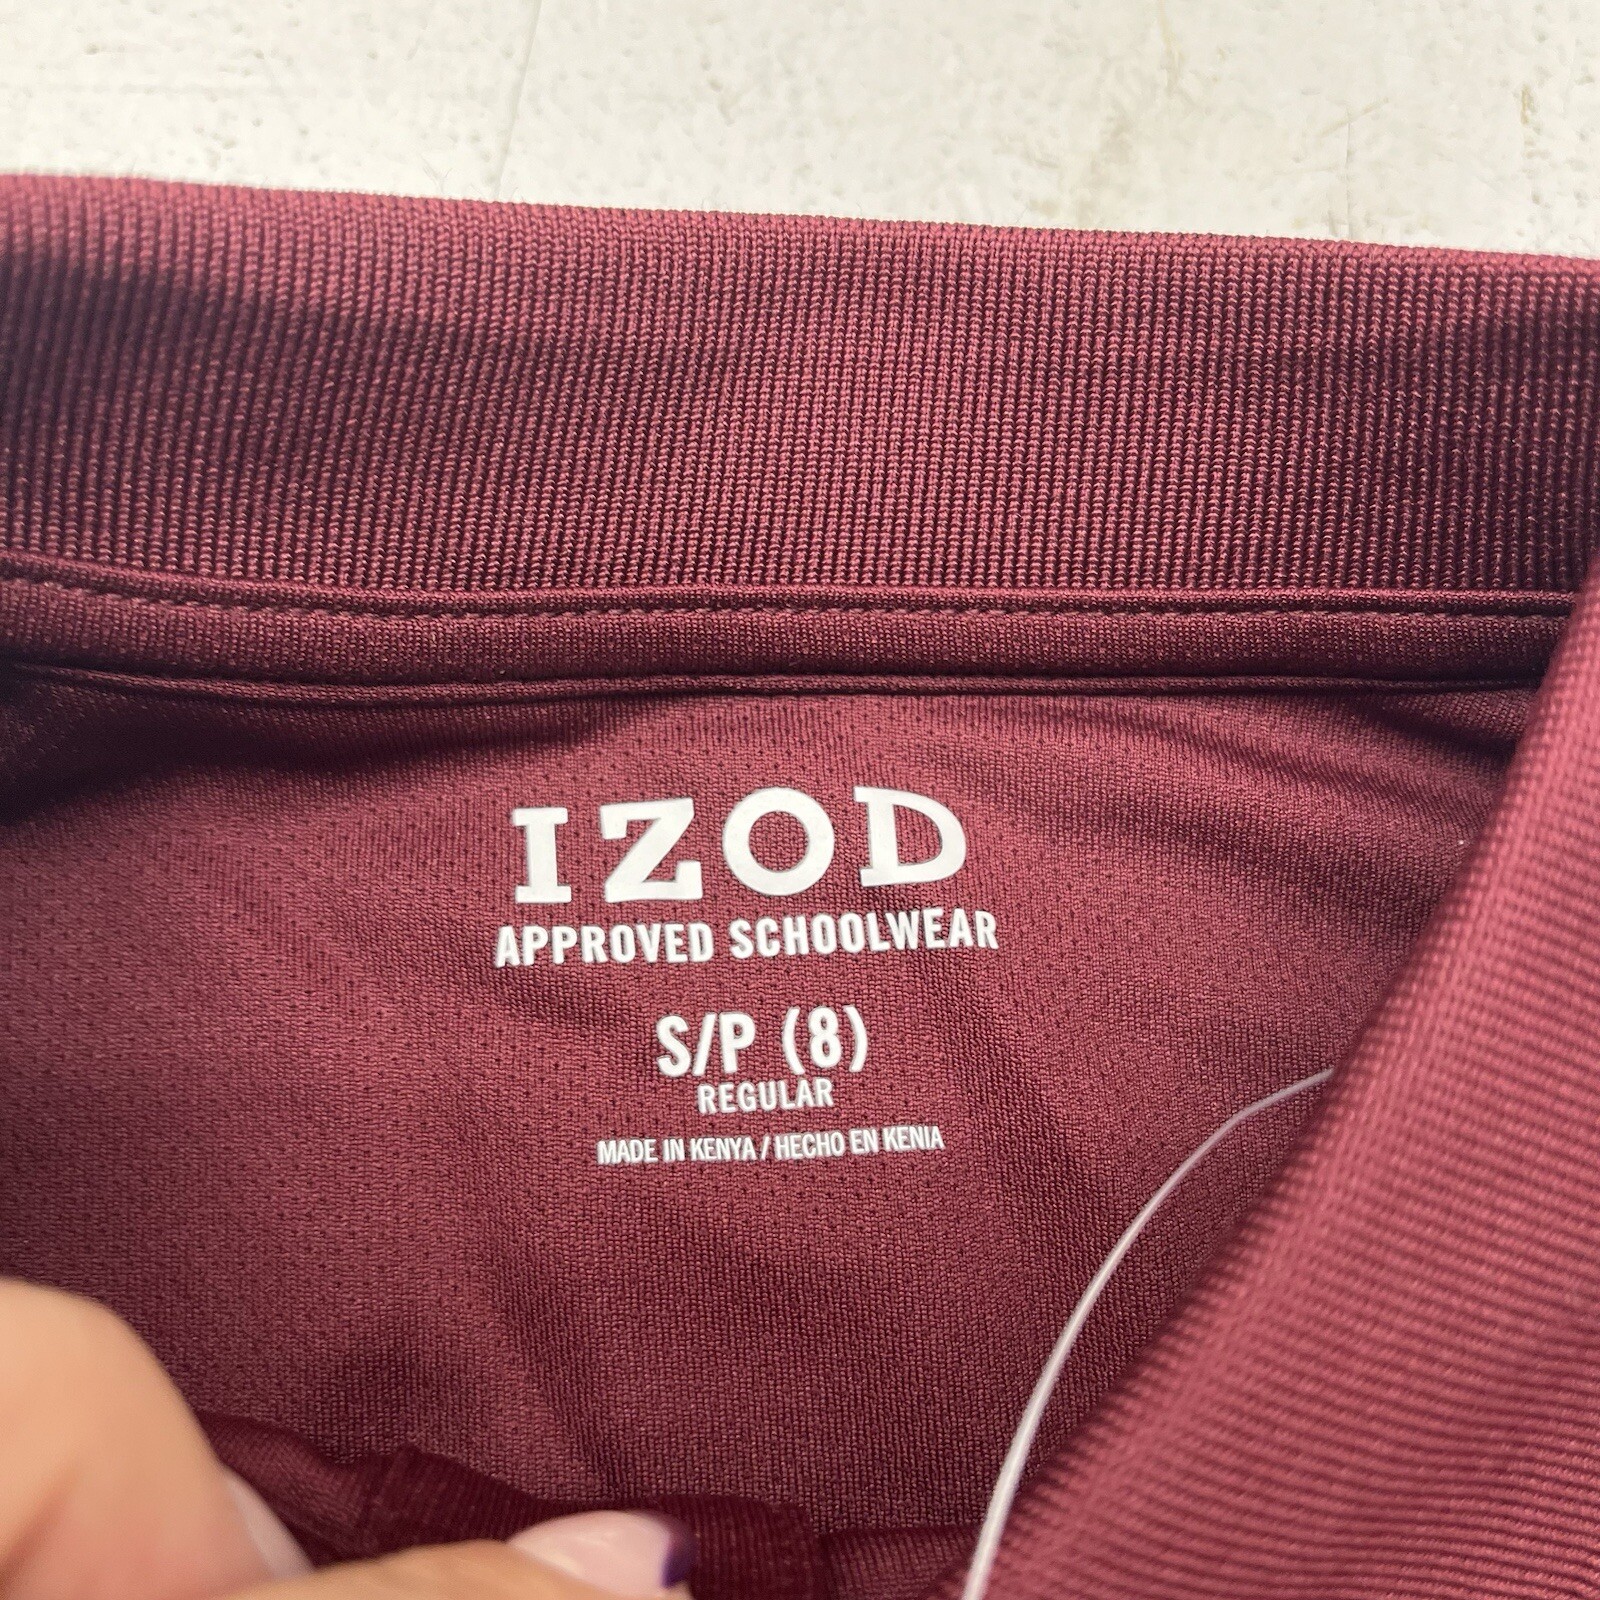 IZOD
APPROVED SCHOOLWEAR
S/P (8)
REGULAR
MADE IN KENYA / HECHO EN KENIA